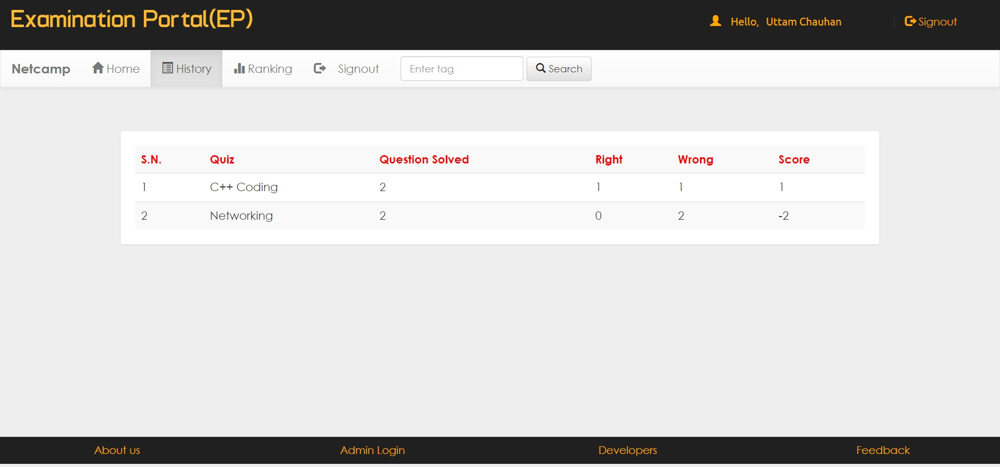 Examination Portal(EP)
Hello, Uttam Chauhan
Signout
Netcamp Home History Ranking Signout Enter tag Search
S.N. Quiz Question Solved Right Wrong Score
1 C++ Coding 2 1 1 1
2 Networking 2 0 2 -2
About us Admin Login Developers Feedback